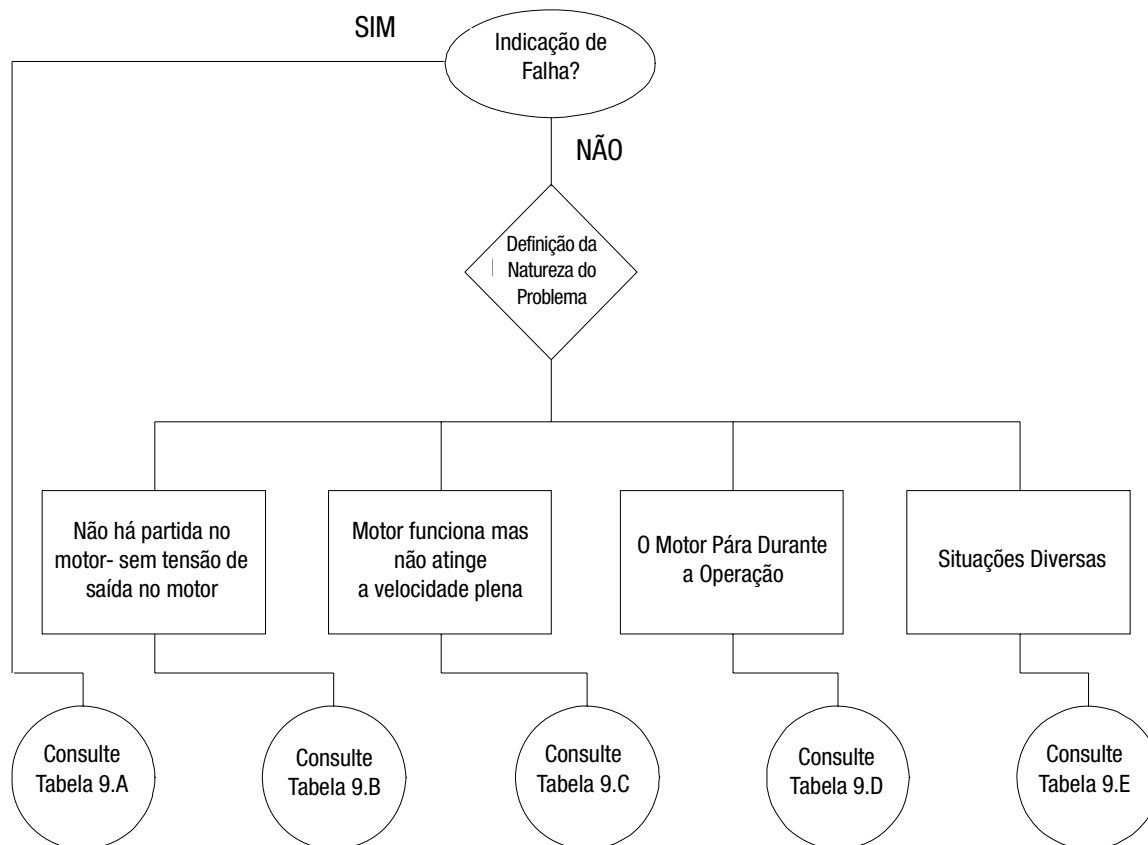 SIM
Indicação de
Falha?
NÃO
Definição da
Natureza do
Problema
Não há partida no
motor- sem tensão de
saída no motor
Motor funciona mas
não atinge
a velocidade plena
O Motor Pára Durante
a Operação
Situações Diversas
Consulte
Tabela 9.A
Consulte
Tabela 9.B
Consulte
Tabela 9.C
Consulte
Tabela 9.D
Consulte
Tabela 9.E